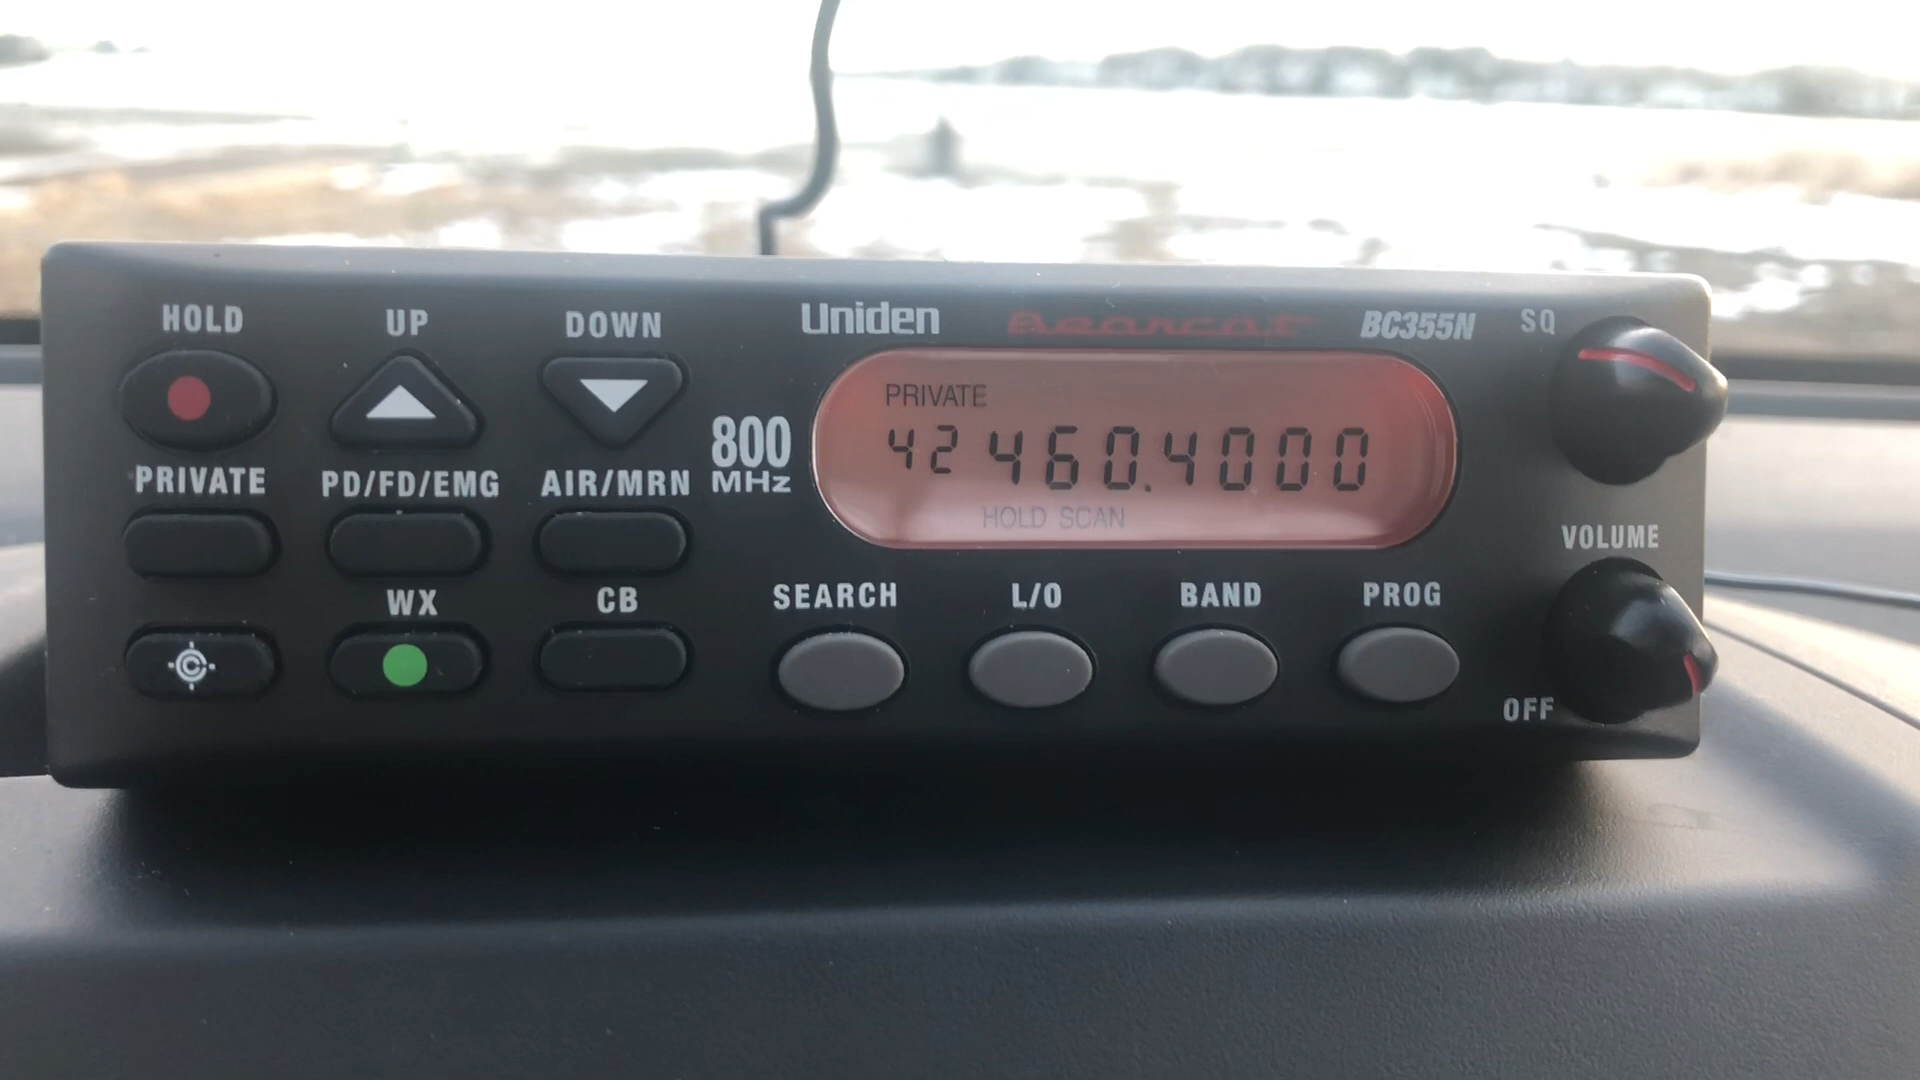 HOLD UP DOWN Uniden Bearcat BC355N SQ
PRIVATE
800 MHz
42 460.4000
HOLD SCAN
PRIVATE PD/FD/EMG AIR/MRN
VOLUME
WX CB SEARCH L/O BAND PROG
C
OFF